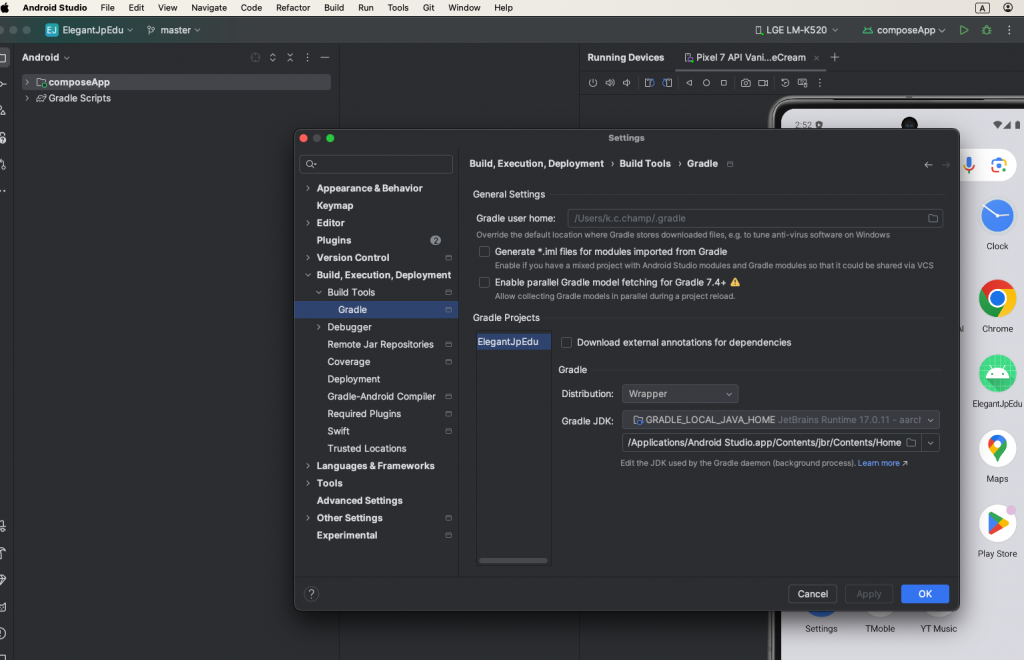 Android Studio File Edit View Navigate Code Refactor Build Run Tools Git Window Help A
EJ ElegantJpEdu master LGE LM-K520 composeApp
Android
Running Devices Pixel 7 API Vani...eCream
composeApp
Gradle Scripts
2:52
Settings
Build, Execution, Deployment › Build Tools › Gradle
Appearance & Behavior
Keymap
Editor
Plugins 2
Version Control
Build, Execution, Deployment
Build Tools
Gradle
Debugger
Remote Jar Repositories
Coverage
Deployment
Gradle-Android Compiler
Required Plugins
Swift
Trusted Locations
Languages & Frameworks
Tools
Advanced Settings
Other Settings
Experimental
General Settings
Gradle user home: /Users/k.c.champ/.gradle
Override the default location where Gradle stores downloaded files, e.g. to tune anti-virus software on Windows
Generate *.iml files for modules imported from Gradle
Enable if you have a mixed project with Android Studio modules and Gradle modules so that it could be shared via VCS
Enable parallel Gradle model fetching for Gradle 7.4+
Allow collecting Gradle models in parallel during a project reload.
Gradle Projects
ElegantJpEdu
Download external annotations for dependencies
Gradle
Distribution: Wrapper
Gradle JDK: GRADLE_LOCAL_JAVA_HOME JetBrains Runtime 17.0.11 - aarch
/Applications/Android Studio.app/Contents/jbr/Contents/Home
Edit the JDK used by the Gradle daemon (background process). Learn more ↗
? Cancel Apply OK
Clock
Chrome
ElegantJpEdu
Maps
Play Store
Settings TMoble YT Music